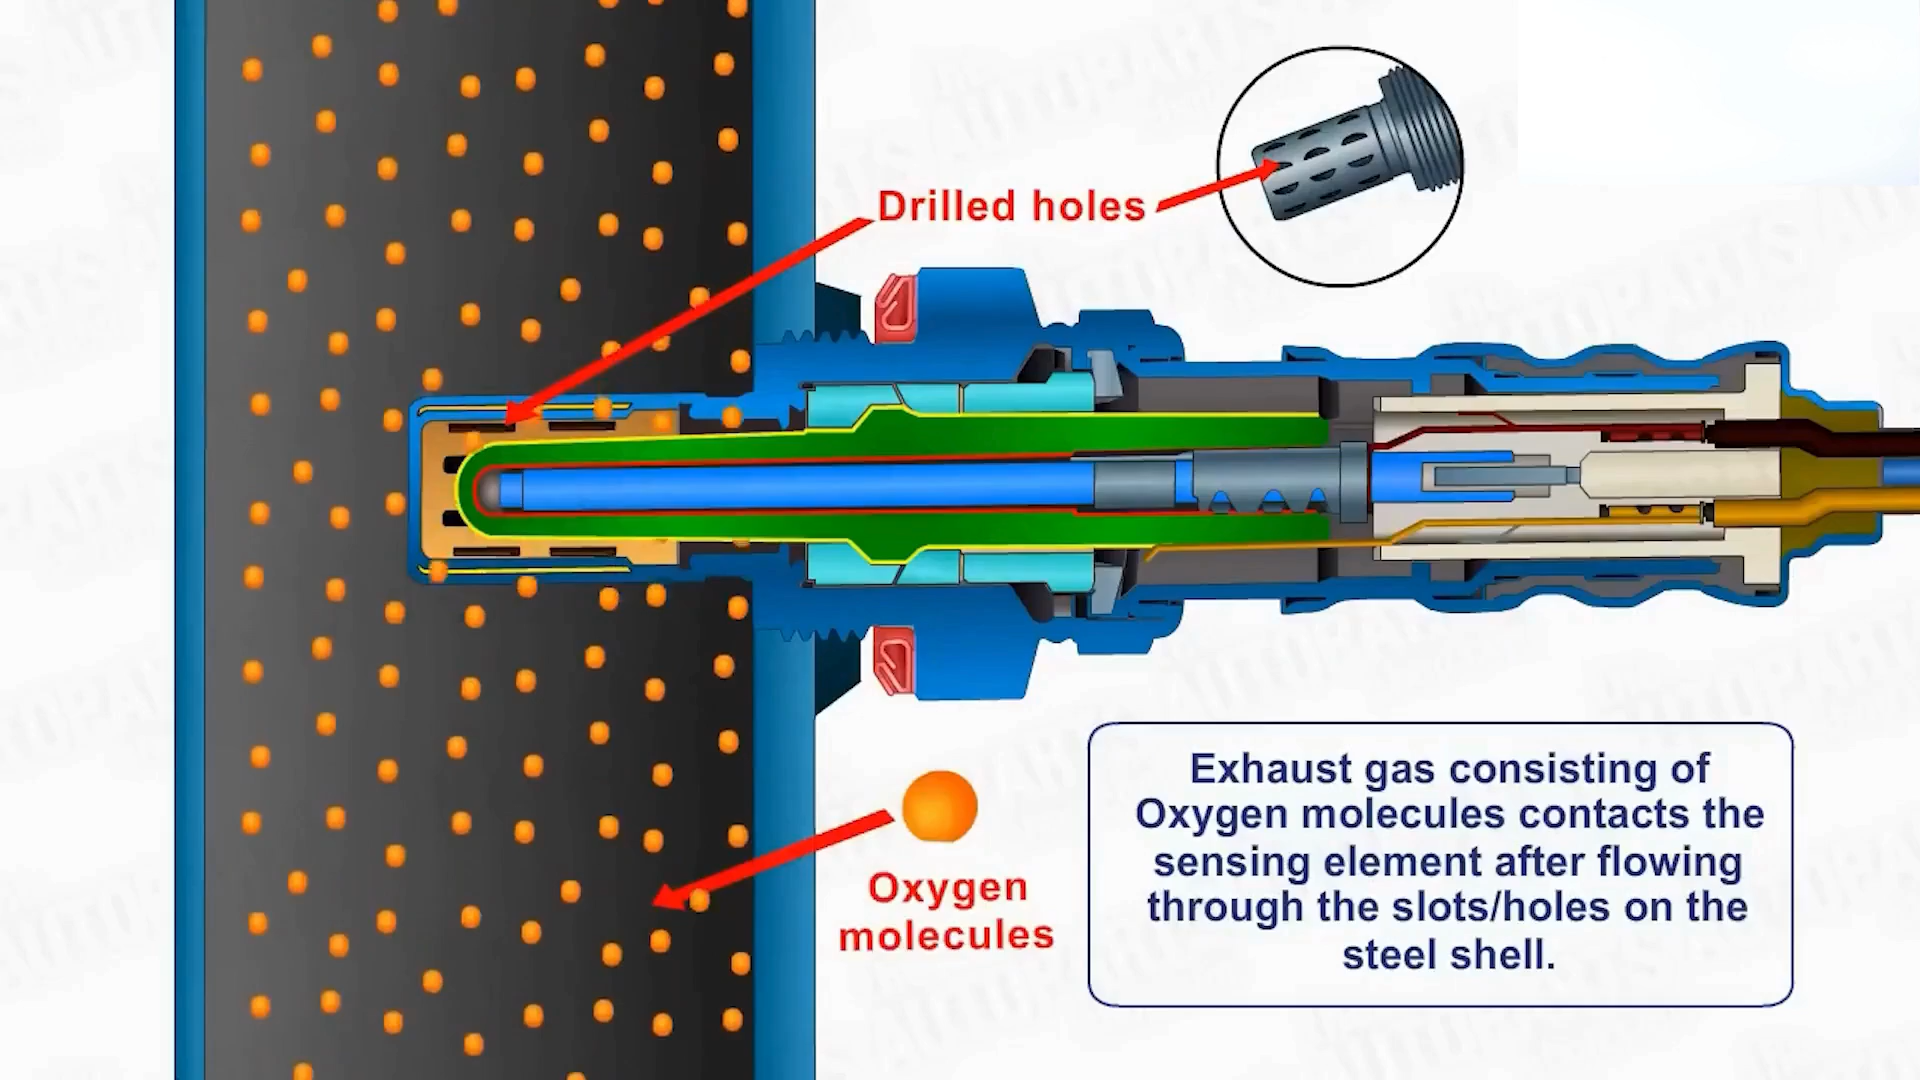 Drilled holes
Oxygen
molecules
Exhaust gas consisting of
Oxygen molecules contacts the
sensing element after flowing
through the slots/holes on the
steel shell.